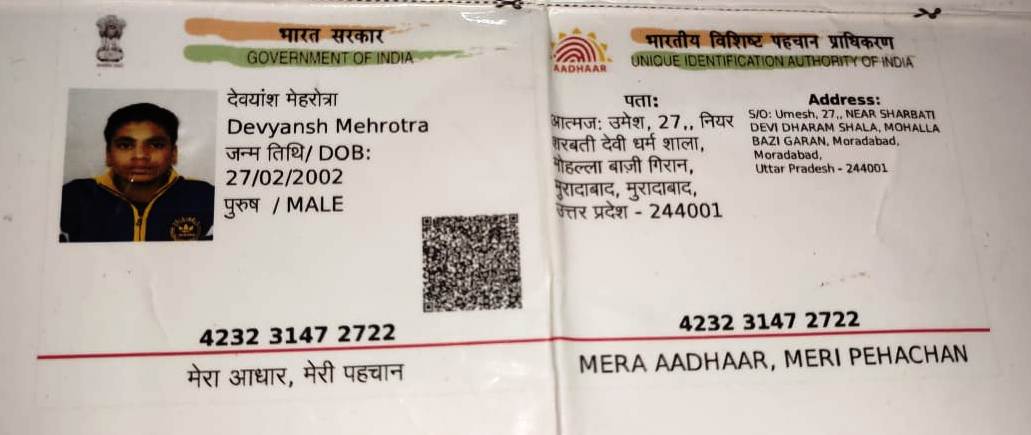 भारत सरकार
GOVERNMENT OF INDIA
देवयांश मेहरोत्रा
Devyansh Mehrotra
जन्म तिथि/ DOB:
27/02/2002
पुरुष / MALE
4232 3147 2722
मेरा आधार, मेरी पहचान
AADHAAR
भारतीय विशिष्ट पहचान प्राधिकरण
UNIQUE IDENTIFICATION AUTHORITY OF INDIA
पता:
आत्मज: उमेश, 27,, नियर
शरबती देवी धर्म शाला,
मोहल्ला बाज़ी गिरान,
मुरादाबाद, मुरादाबाद,
उत्तर प्रदेश - 244001
Address:
S/O: Umesh, 27,, NEAR SHARBATI
DEVI DHARAM SHALA, MOHALLA
BAZI GARAN, Moradabad,
Moradabad,
Uttar Pradesh - 244001
4232 3147 2722
MERA AADHAAR, MERI PEHACHAN